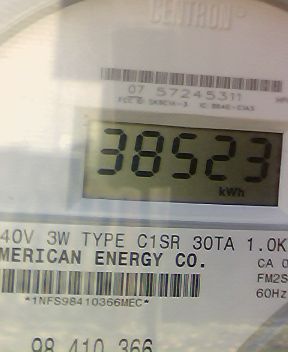 CENTRON®
07 57245311
38523
kWh
40V 3W TYPE C1SR 30TA 1.0K
MERICAN ENERGY CO.
CA 0
FM2S
60Hz
*1NFS98410366MEC*
98 410 366